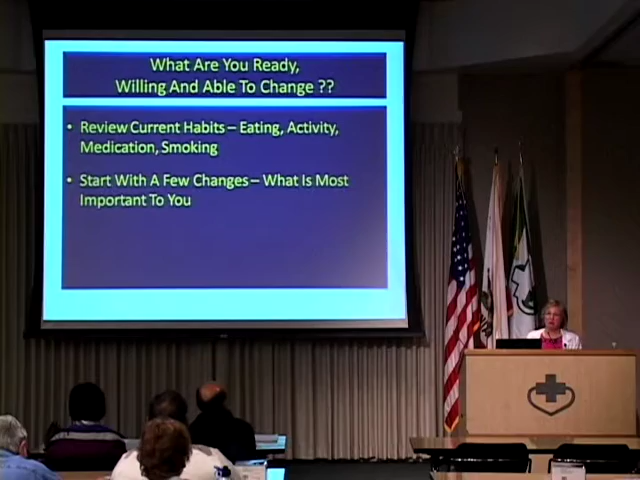 What Are You Ready,
Willing And Able To Change ??
• Review Current Habits – Eating, Activity,
Medication, Smoking
• Start With A Few Changes – What Is Most
Important To You